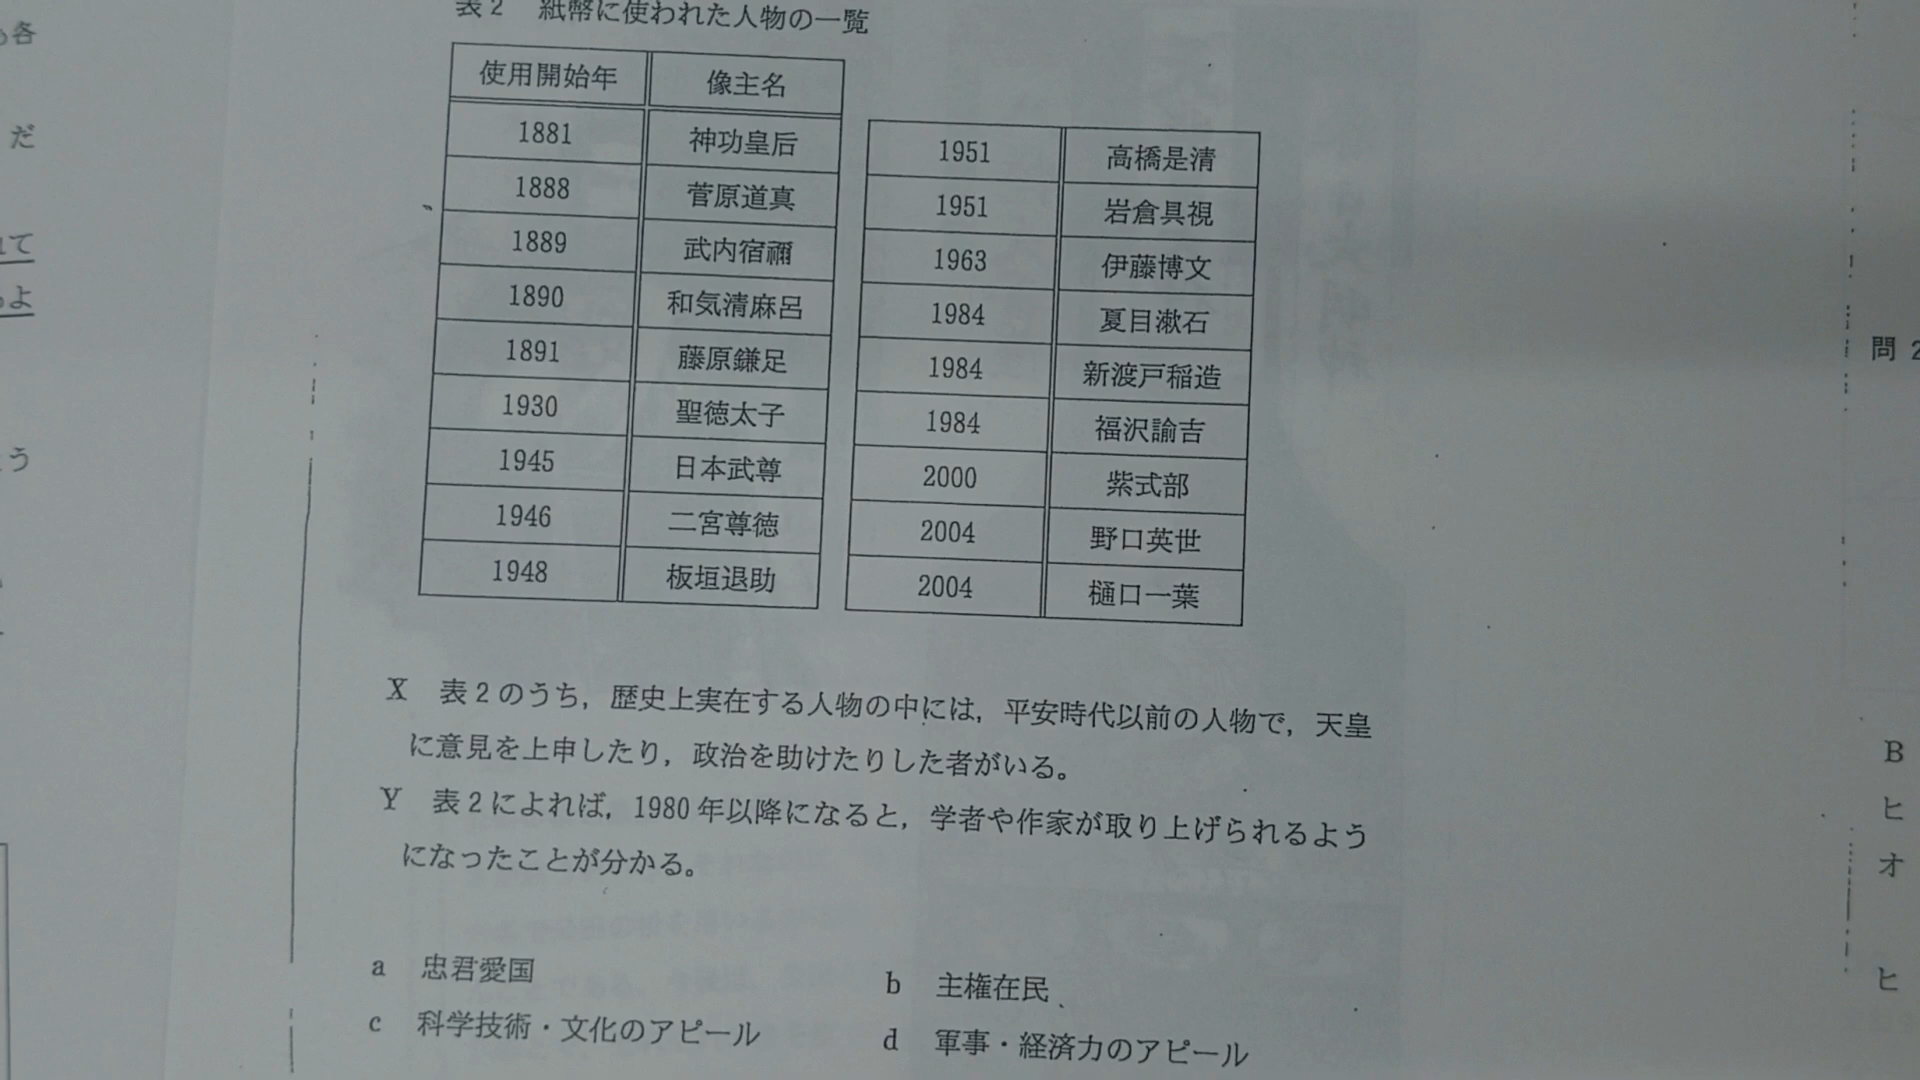 各
だ
て
よ
う
表2 紙幣に使われた人物の一覧
使用開始年 像主名
1881 神功皇后
1888 菅原道真
1889 武内宿禰
1890 和気清麻呂
1891 藤原鎌足
1930 聖徳太子
1945 日本武尊
1946 二宮尊徳
1948 板垣退助
1951 高橋是清
1951 岩倉具視
1963 伊藤博文
1984 夏目漱石
1984 新渡戸稲造
1984 福沢諭吉
2000 紫式部
2004 野口英世
2004 樋口一葉
X 表2のうち,歴史上実在する人物の中には,平安時代以前の人物で,天皇
に意見を上申したり,政治を助けたりした者がいる。
Y 表2によれば,1980年以降になると,学者や作家が取り上げられるよう
になったことが分かる。
a 忠君愛国
b 主権在民
c 科学技術・文化のアピール
d 軍事・経済力のアピール
問2
B
ヒ
オ
ヒ